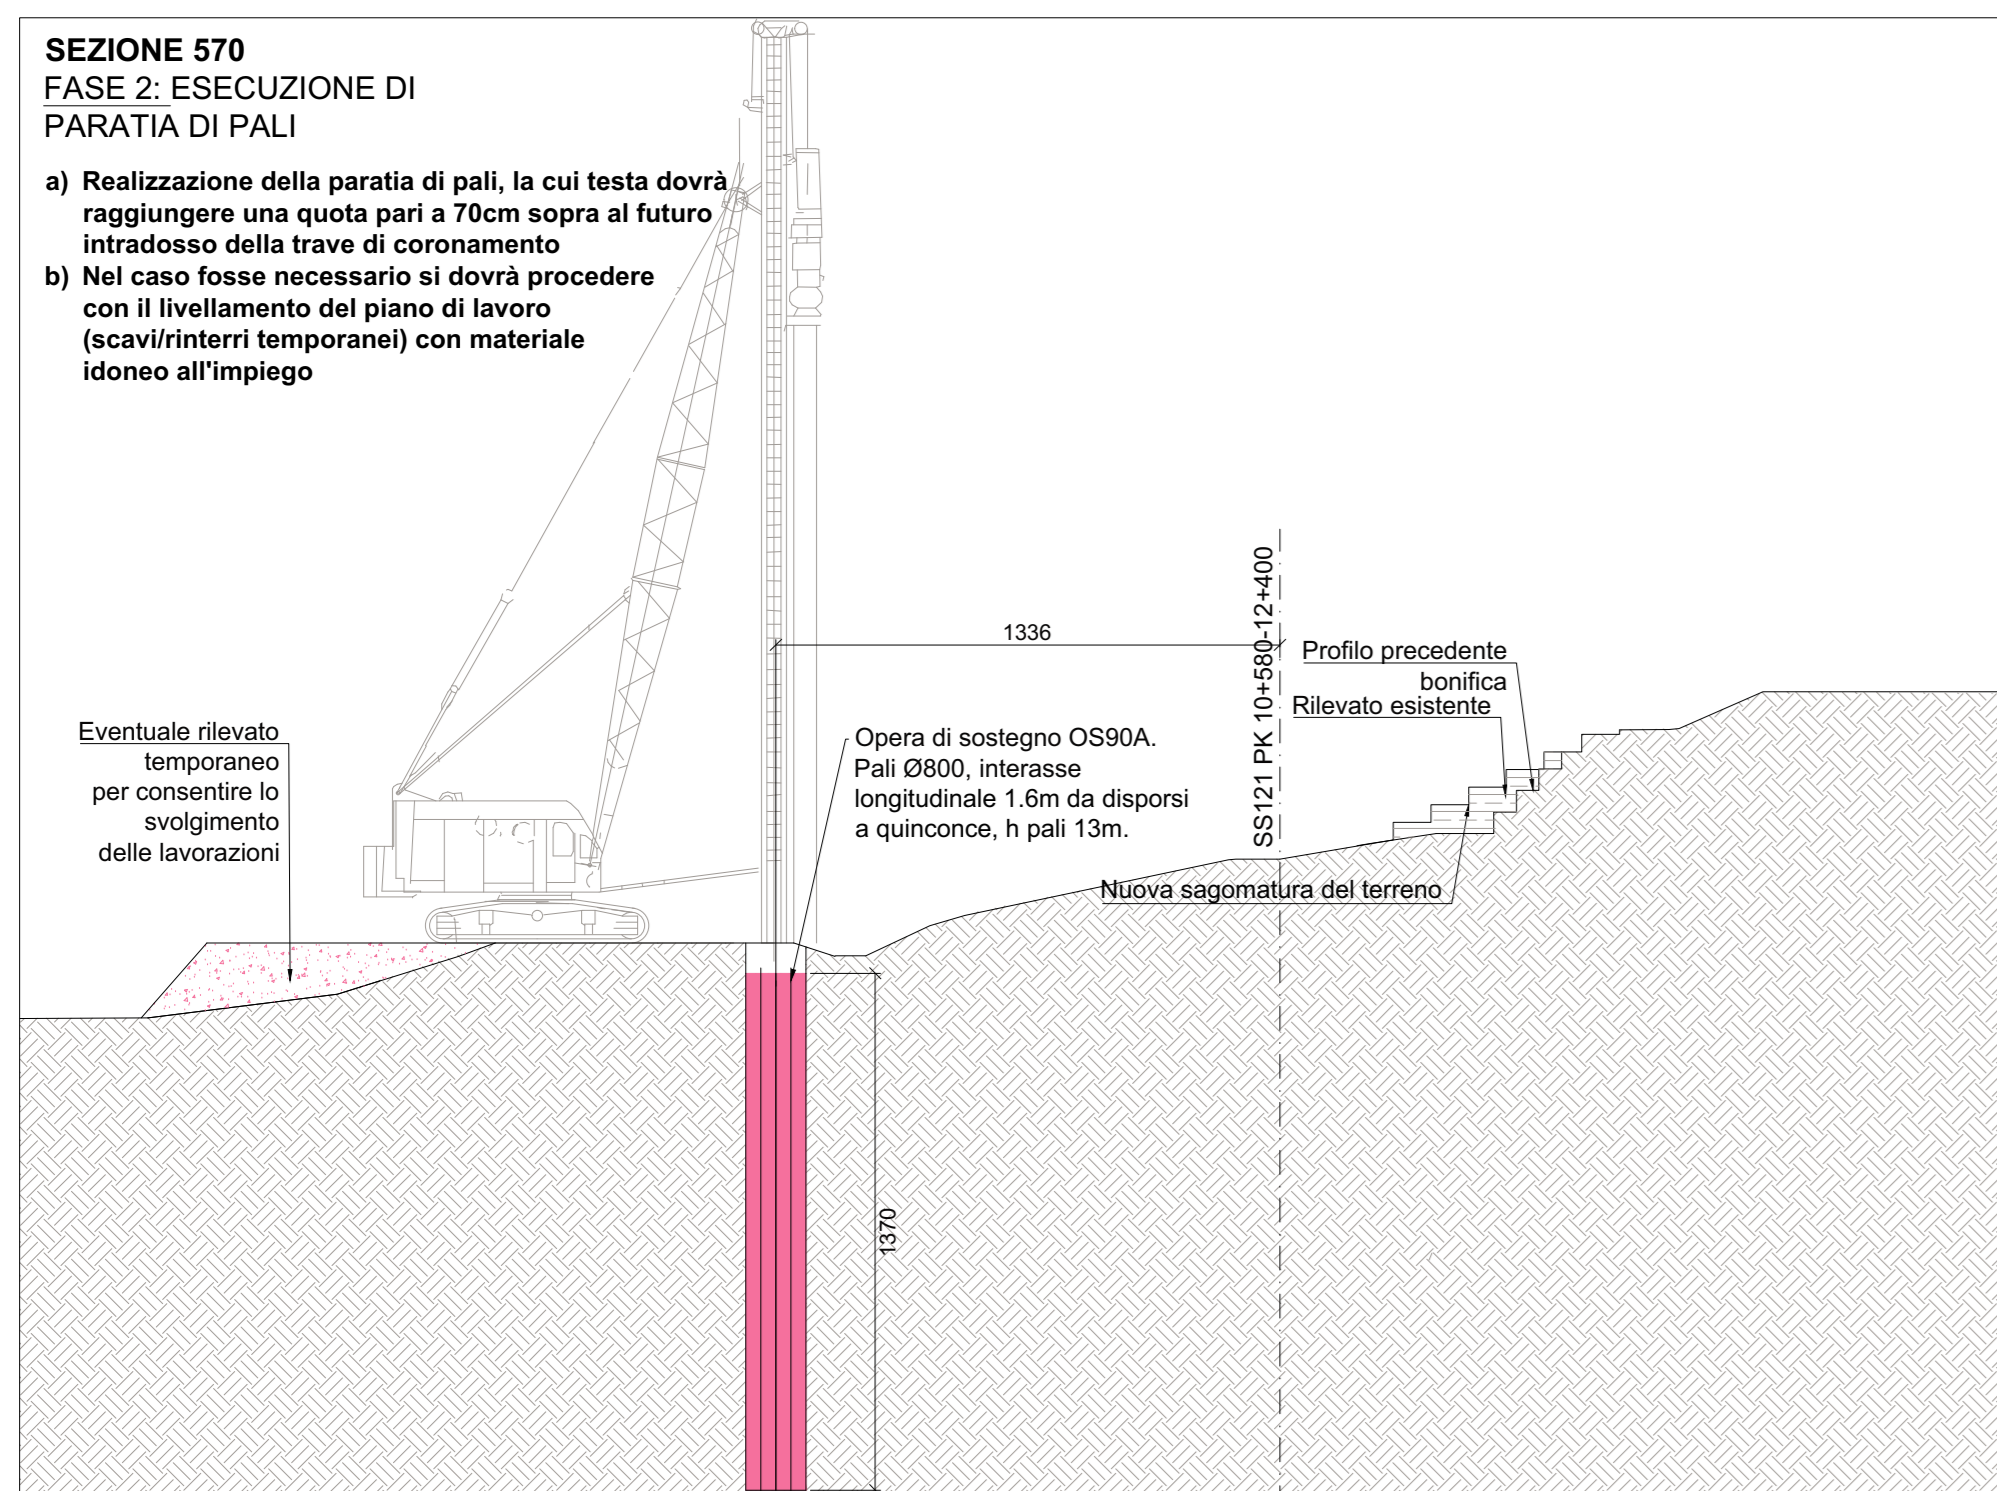 SEZIONE 570
FASE 2: ESECUZIONE DI
PARATIA DI PALI
a) Realizzazione della paratia di pali, la cui testa dovrà
raggiungere una quota pari a 70cm sopra al futuro
intradosso della trave di coronamento
b) Nel caso fosse necessario si dovrà procedere
con il livellamento del piano di lavoro
(scavi/rinterri temporanei) con materiale
idoneo all'impiego
1336
SS121 PK 10+580-12+400
Profilo precedente
bonifica
Rilevato esistente
Eventuale rilevato
temporaneo
per consentire lo
svolgimento
delle lavorazioni
Opera di sostegno OS90A.
Pali Ø800, interasse
longitudinale 1.6m da disporsi
a quinconce, h pali 13m.
Nuova sagomatura del terreno
1370